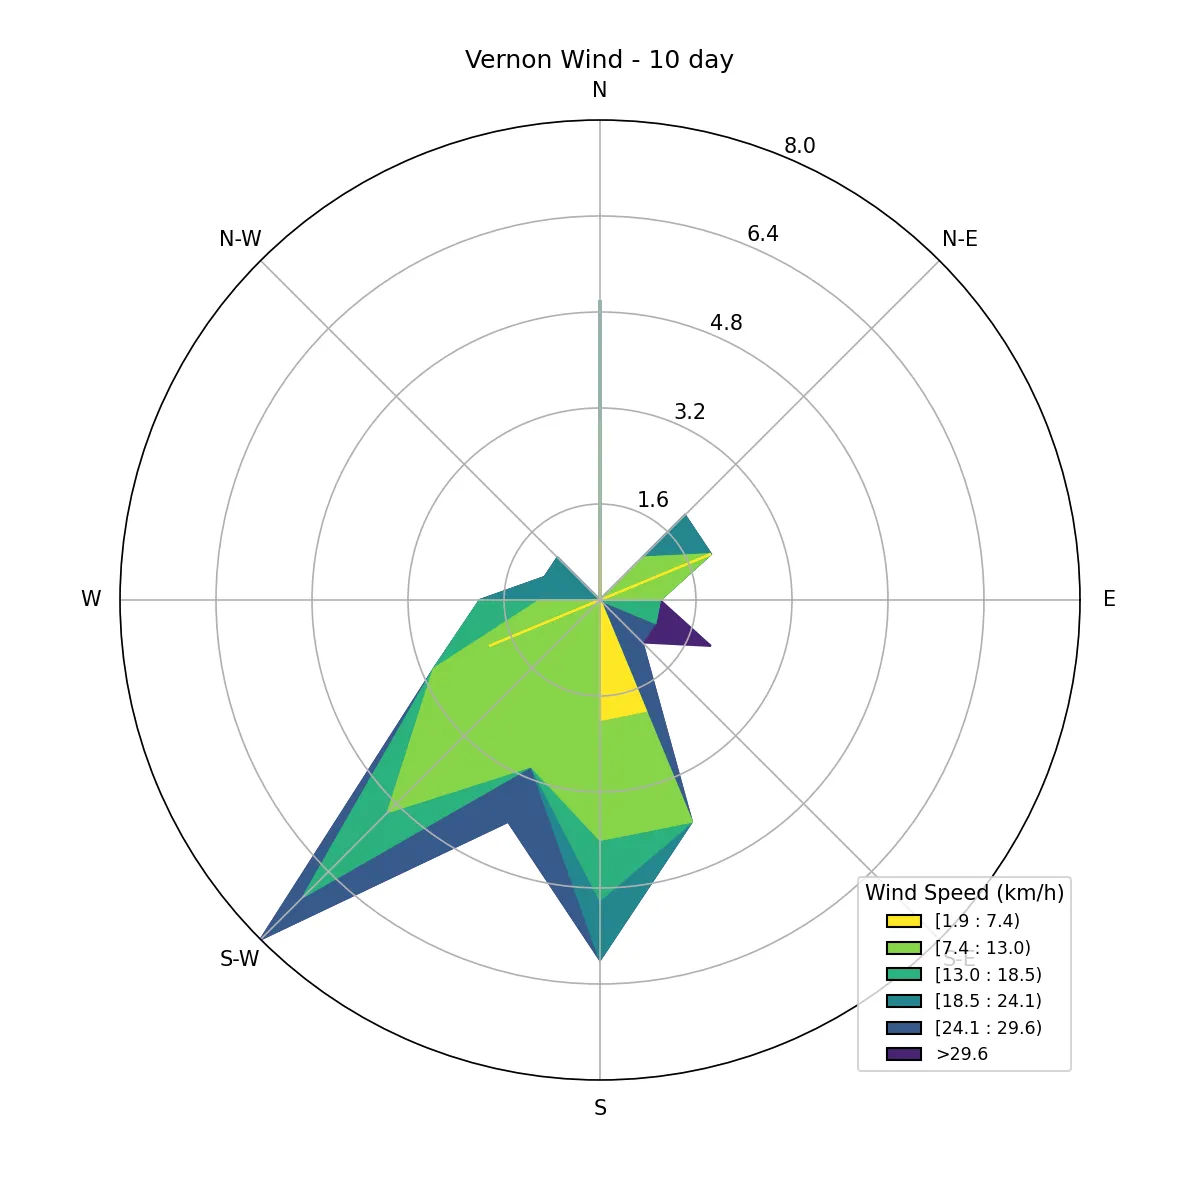 Vernon Wind - 10 day
N
8.0
N-W
6.4
N-E
4.8
3.2
1.6
W
E
S-W
S-E
Wind Speed (km/h)
[1.9 : 7.4)
[7.4 : 13.0)
[13.0 : 18.5)
[18.5 : 24.1)
[24.1 : 29.6)
>29.6
S